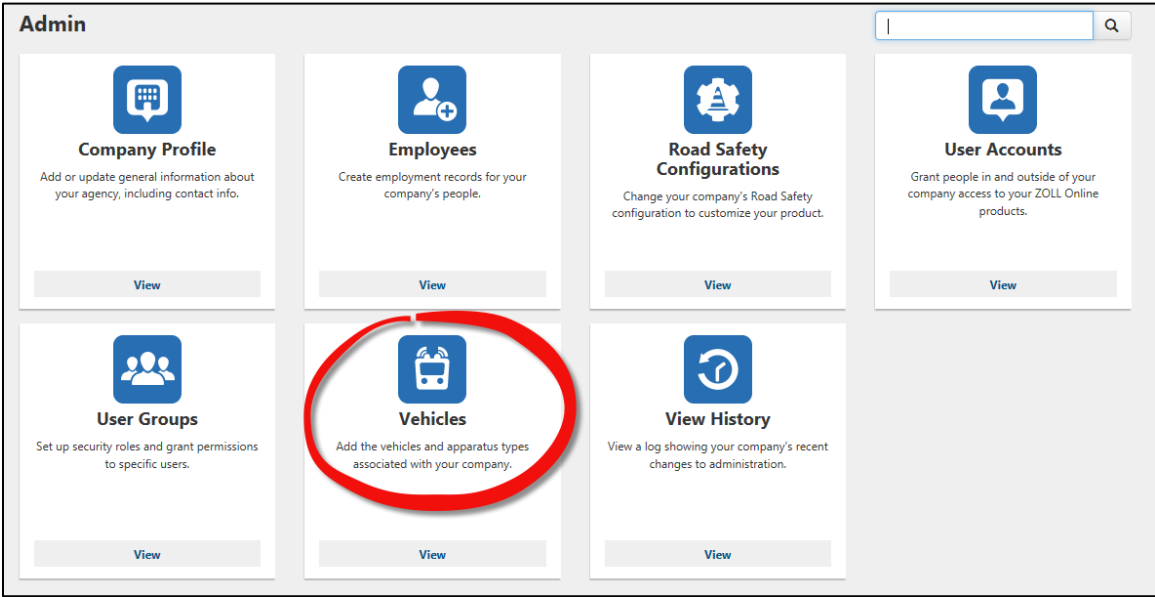 Admin
Company Profile
Add or update general information about
your agency, including contact info.
View
Employees
Create employment records for your
company's people.
View
Road Safety
Configurations
Change your company's Road Safety
configuration to customize your product.
View
User Accounts
Grant people in and outside of your
company access to your ZOLL Online
products.
View
User Groups
Set up security roles and grant permissions
to specific users.
View
Vehicles
Add the vehicles and apparatus types
associated with your company.
View
View History
View a log showing your company's recent
changes to administration.
View